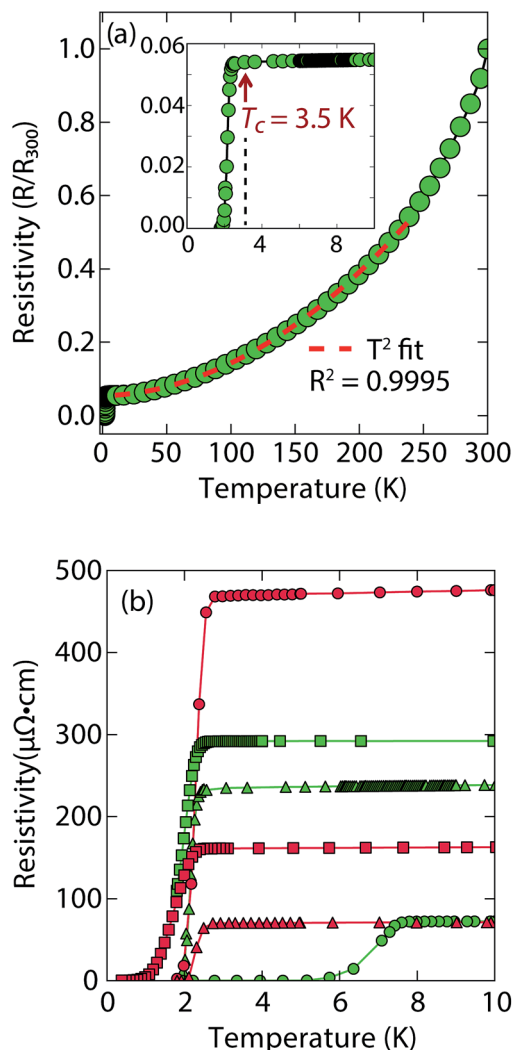 (a)
Resistivity (R/R₃₀₀)
1.0
0.8
0.6
0.4
0.2
0.0
0.06
0.04
0.02
0.00
0 4 8
T_C = 3.5 K
T² fit
R² = 0.9995
0 50 100 150 200 250 300
Temperature (K)
(b)
Resistivity(μΩ•cm)
500
400
300
200
100
0
0 2 4 6 8 10
Temperature (K)